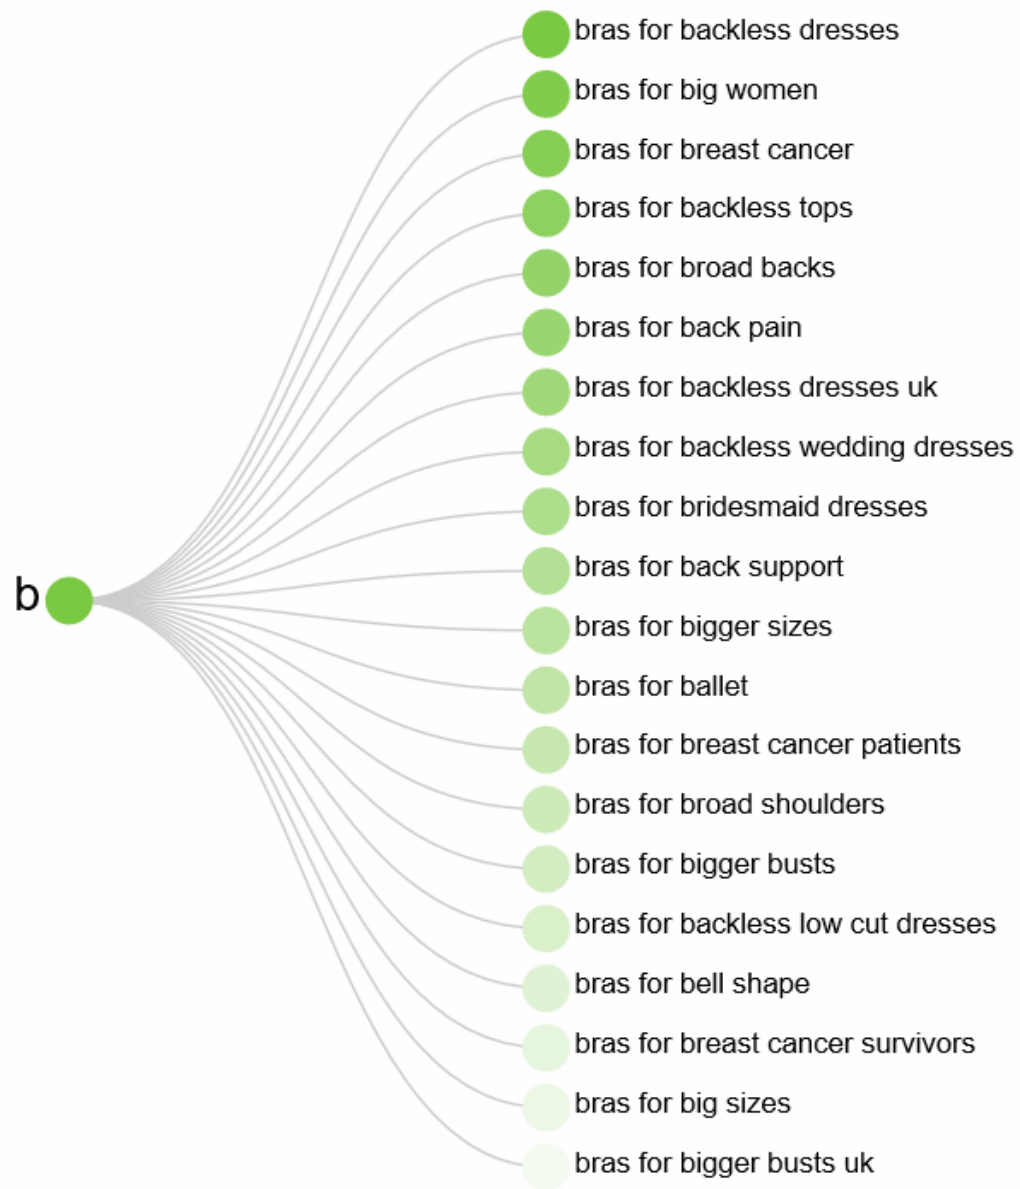 bras for backless dresses
bras for big women
bras for breast cancer
bras for backless tops
bras for broad backs
bras for back pain
bras for backless dresses uk
bras for backless wedding dresses
bras for bridesmaid dresses
bras for back support
b
bras for bigger sizes
bras for ballet
bras for breast cancer patients
bras for broad shoulders
bras for bigger busts
bras for backless low cut dresses
bras for bell shape
bras for breast cancer survivors
bras for big sizes
bras for bigger busts uk